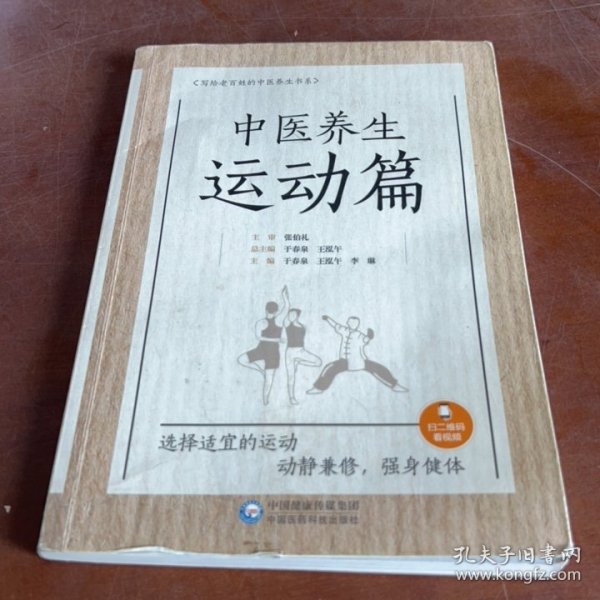 《写给老百姓的中医养生书系》
中医养生
运动篇
主 审 张伯礼
总主编 于春泉 王泓午
主 编 于春泉 王泓午 李琳
扫二维码
看视频
选择适宜的运动
动静兼修，强身健体
中国健康传媒集团
中国医药科技出版社
孔夫子旧书网
www.kongfz.com